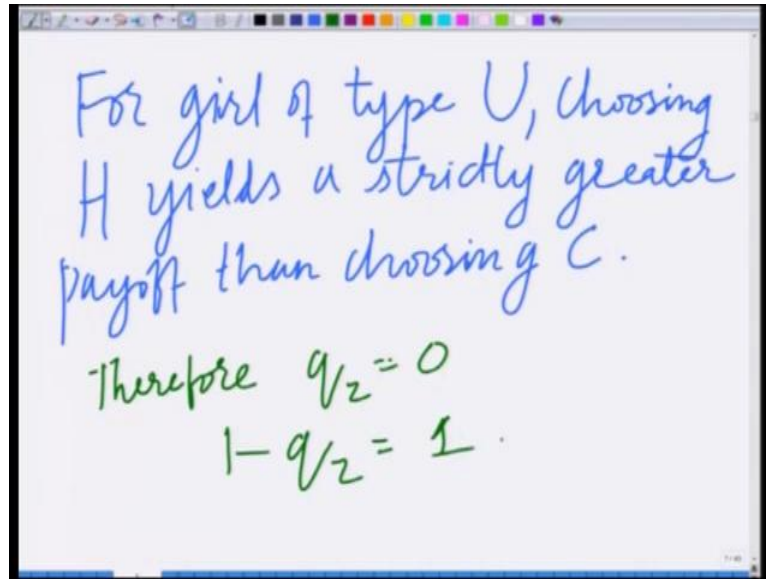 For girl of type U, choosing
H yields a strictly greater
payoff than choosing C.
Therefore q₂ = 0
1 - q₂ = 1.